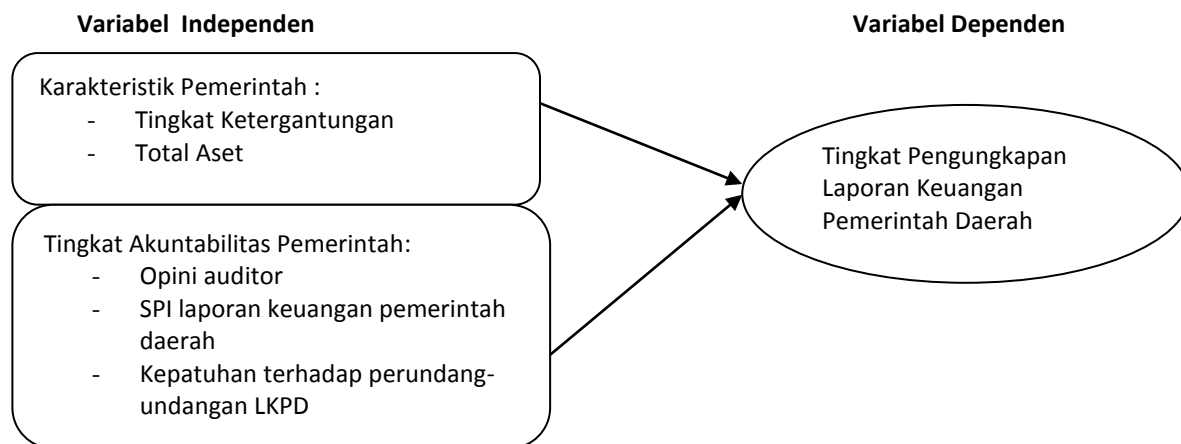 Variabel Independen
Variabel Dependen
Karakteristik Pemerintah :
- Tingkat Ketergantungan
- Total Aset
Tingkat Akuntabilitas Pemerintah:
- Opini auditor
- SPI laporan keuangan pemerintah
daerah
- Kepatuhan terhadap perundang-
undangan LKPD
Tingkat Pengungkapan
Laporan Keuangan
Pemerintah Daerah